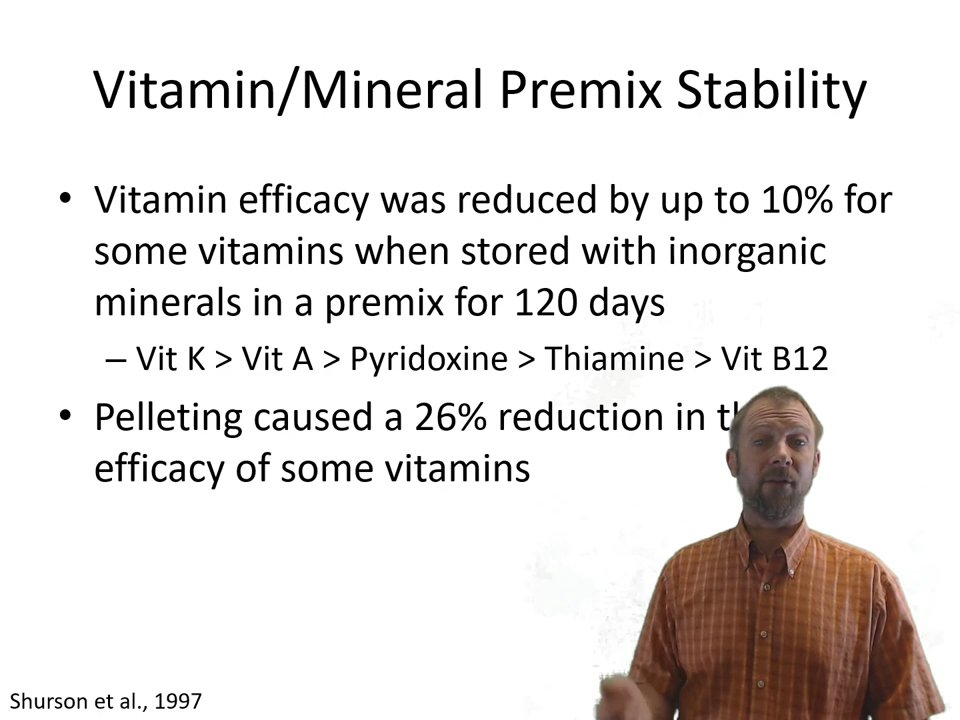 Vitamin/Mineral Premix Stability
• Vitamin efficacy was reduced by up to 10% for
some vitamins when stored with inorganic
minerals in a premix for 120 days
– Vit K > Vit A > Pyridoxine > Thiamine > Vit B12
• Pelleting caused a 26% reduction in
efficacy of some vitamins
Shurson et al., 1997